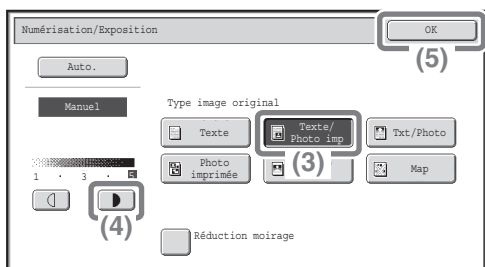 Numérisation/Exposition
OK
(5)
Auto.
Manuel
Type image original
Texte
Texte/
Photo imp
Txt/Photo
(3)
Photo
imprimée
Map
1 · 3 · 5
(4)
Réduction moirage